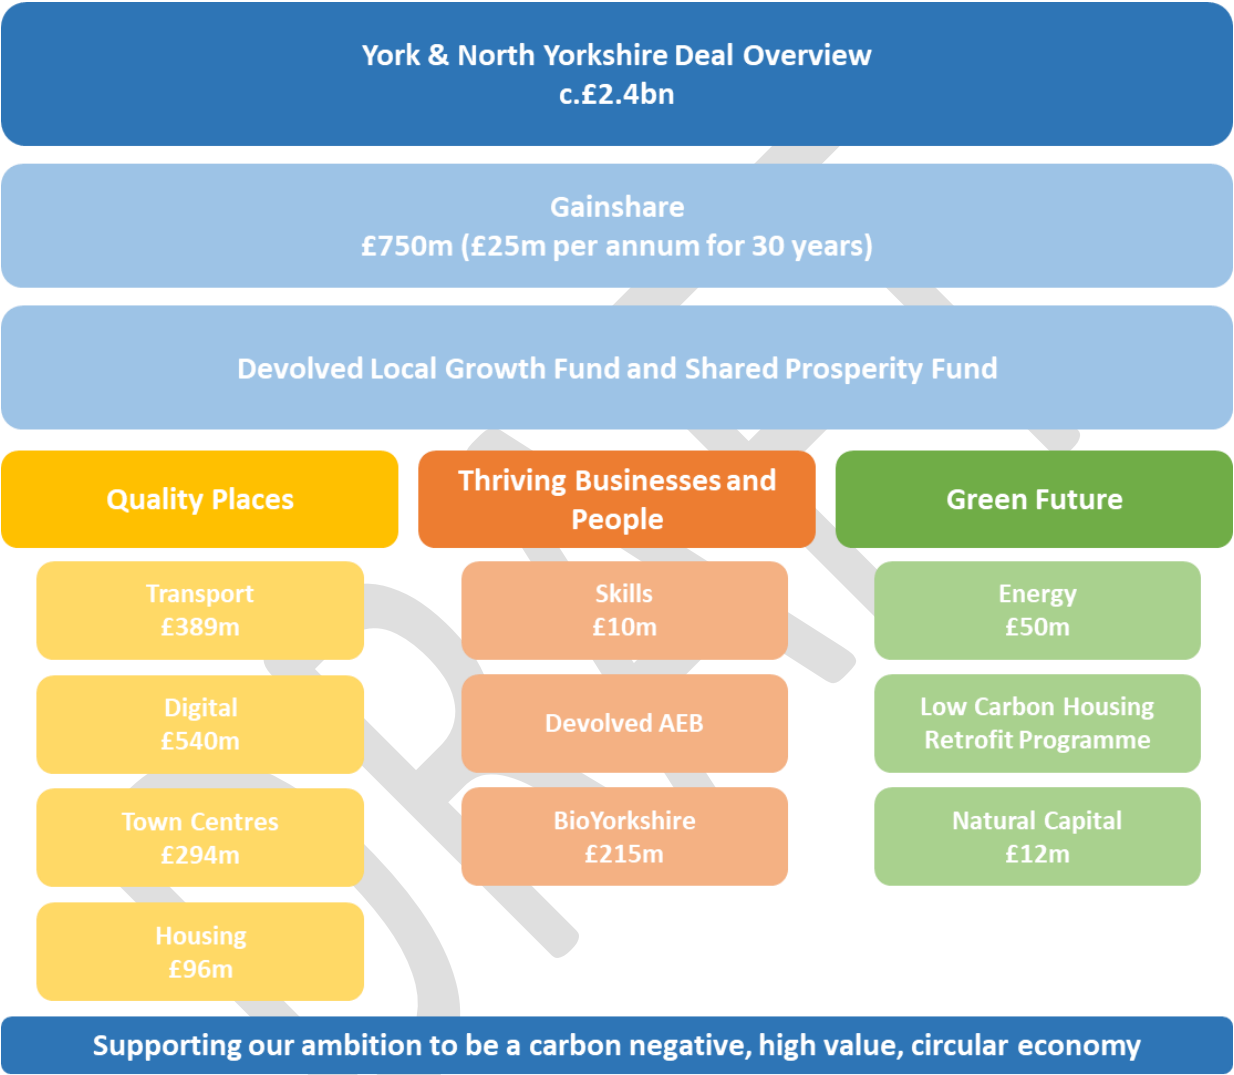 York & North Yorkshire Deal Overview
c.£2.4bn
Gainshare
£750m (£25m per annum for 30 years)
Devolved Local Growth Fund and Shared Prosperity Fund
Quality Places
Thriving Businesses and
People
Green Future
Transport
£389m
Skills
£10m
Energy
£50m
Digital
£540m
Devolved AEB
Low Carbon Housing
Retrofit Programme
Town Centres
£294m
BioYorkshire
£215m
Natural Capital
£12m
Housing
£96m
Supporting our ambition to be a carbon negative, high value, circular economy
DRAFT